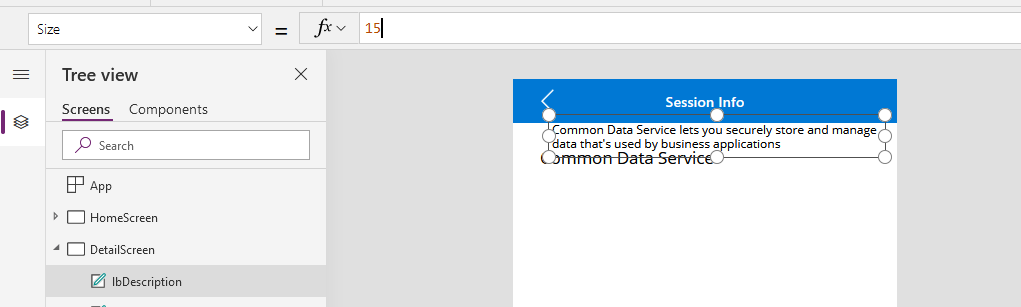 Size
=
fx
15
Tree view
Screens
Components
Search
App
HomeScreen
DetailScreen
lbDescription
Session Info
Common Data Service lets you securely store and manage
data that's used by business applications
Common Data Service